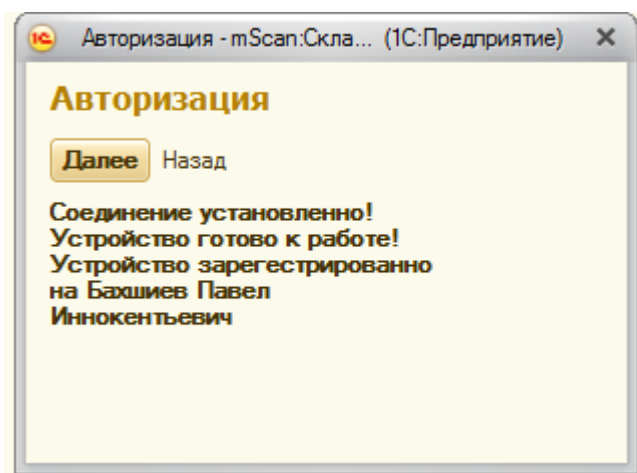 1С Авторизация - mScan:Скла... (1С:Предприятие)
Авторизация
Далее Назад
Соединение установленно!
Устройство готово к работе!
Устройство зарегестрированно
на Бахшиев Павел
Иннокентьевич